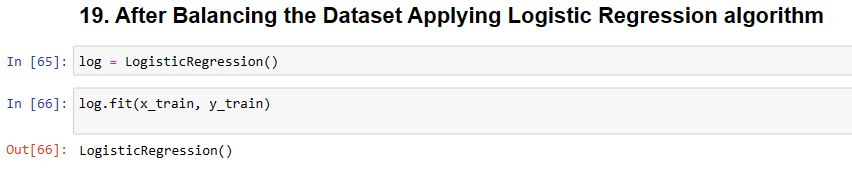 19. After Balancing the Dataset Applying Logistic Regression algorithm
In [65]: log = LogisticRegression()
In [66]: log.fit(x_train, y_train)
Out[66]: LogisticRegression()